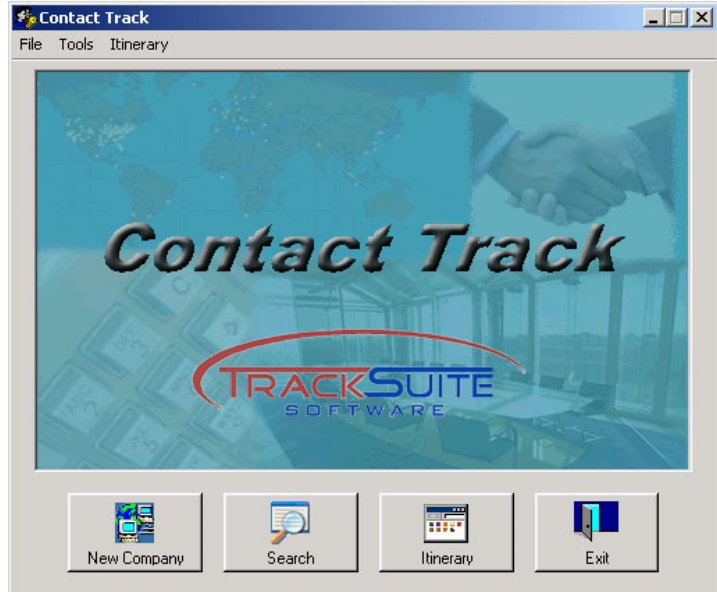 Contact Track
File Tools Itinerary
Contact Track
TRACKSUITE
SOFTWARE
New Company Search Itinerary Exit